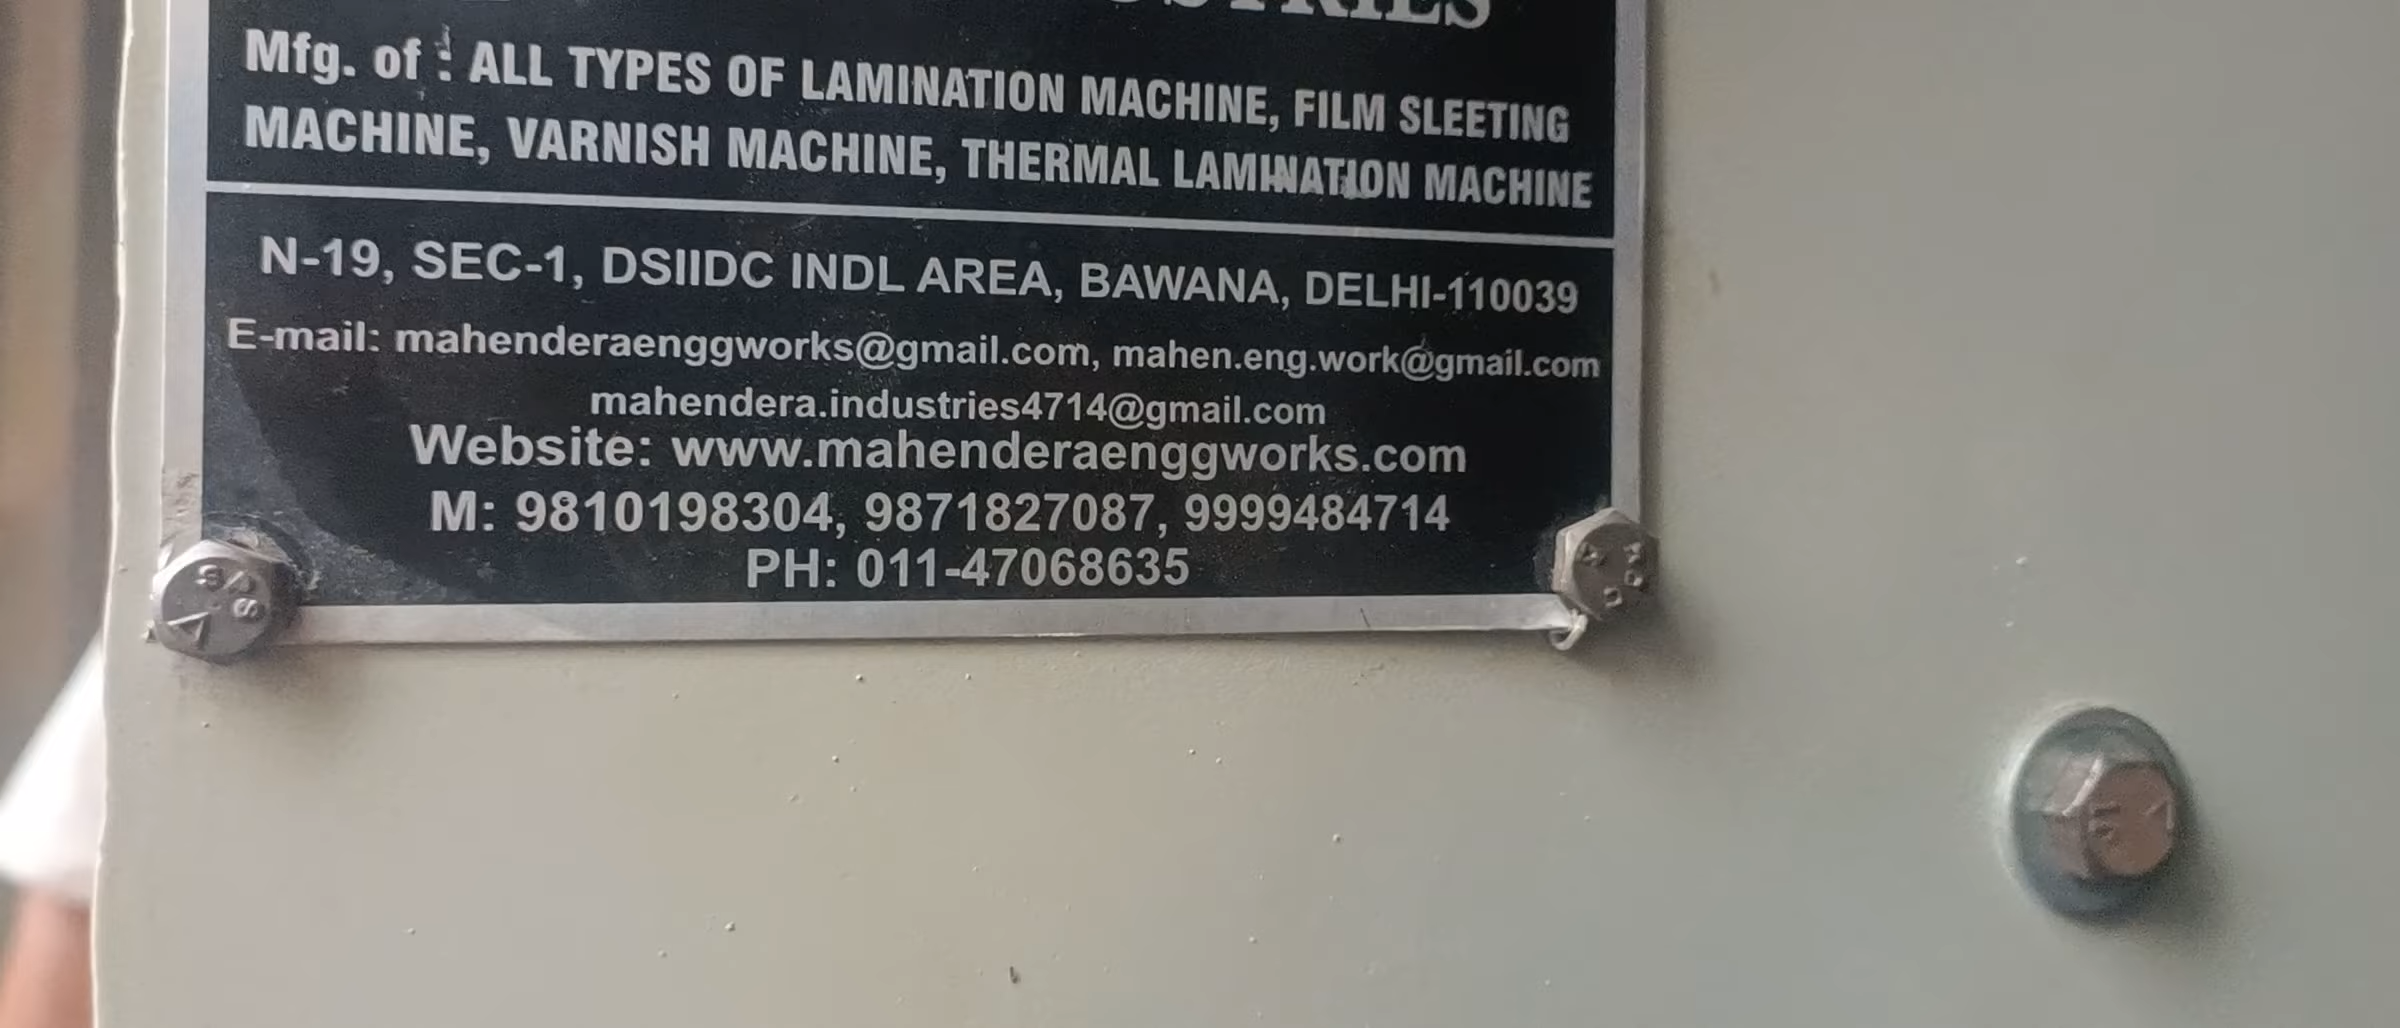 Mfg. of : ALL TYPES OF LAMINATION MACHINE, FILM SLEETING
MACHINE, VARNISH MACHINE, THERMAL LAMINATION MACHINE
N-19, SEC-1, DSIIDC INDL AREA, BAWANA, DELHI-110039
E-mail: mahenderaenggworks@gmail.com, mahen.eng.work@gmail.com
mahendera.industries4714@gmail.com
Website: www.mahenderaenggworks.com
M: 9810198304, 9871827087, 9999484714
PH: 011-47068635